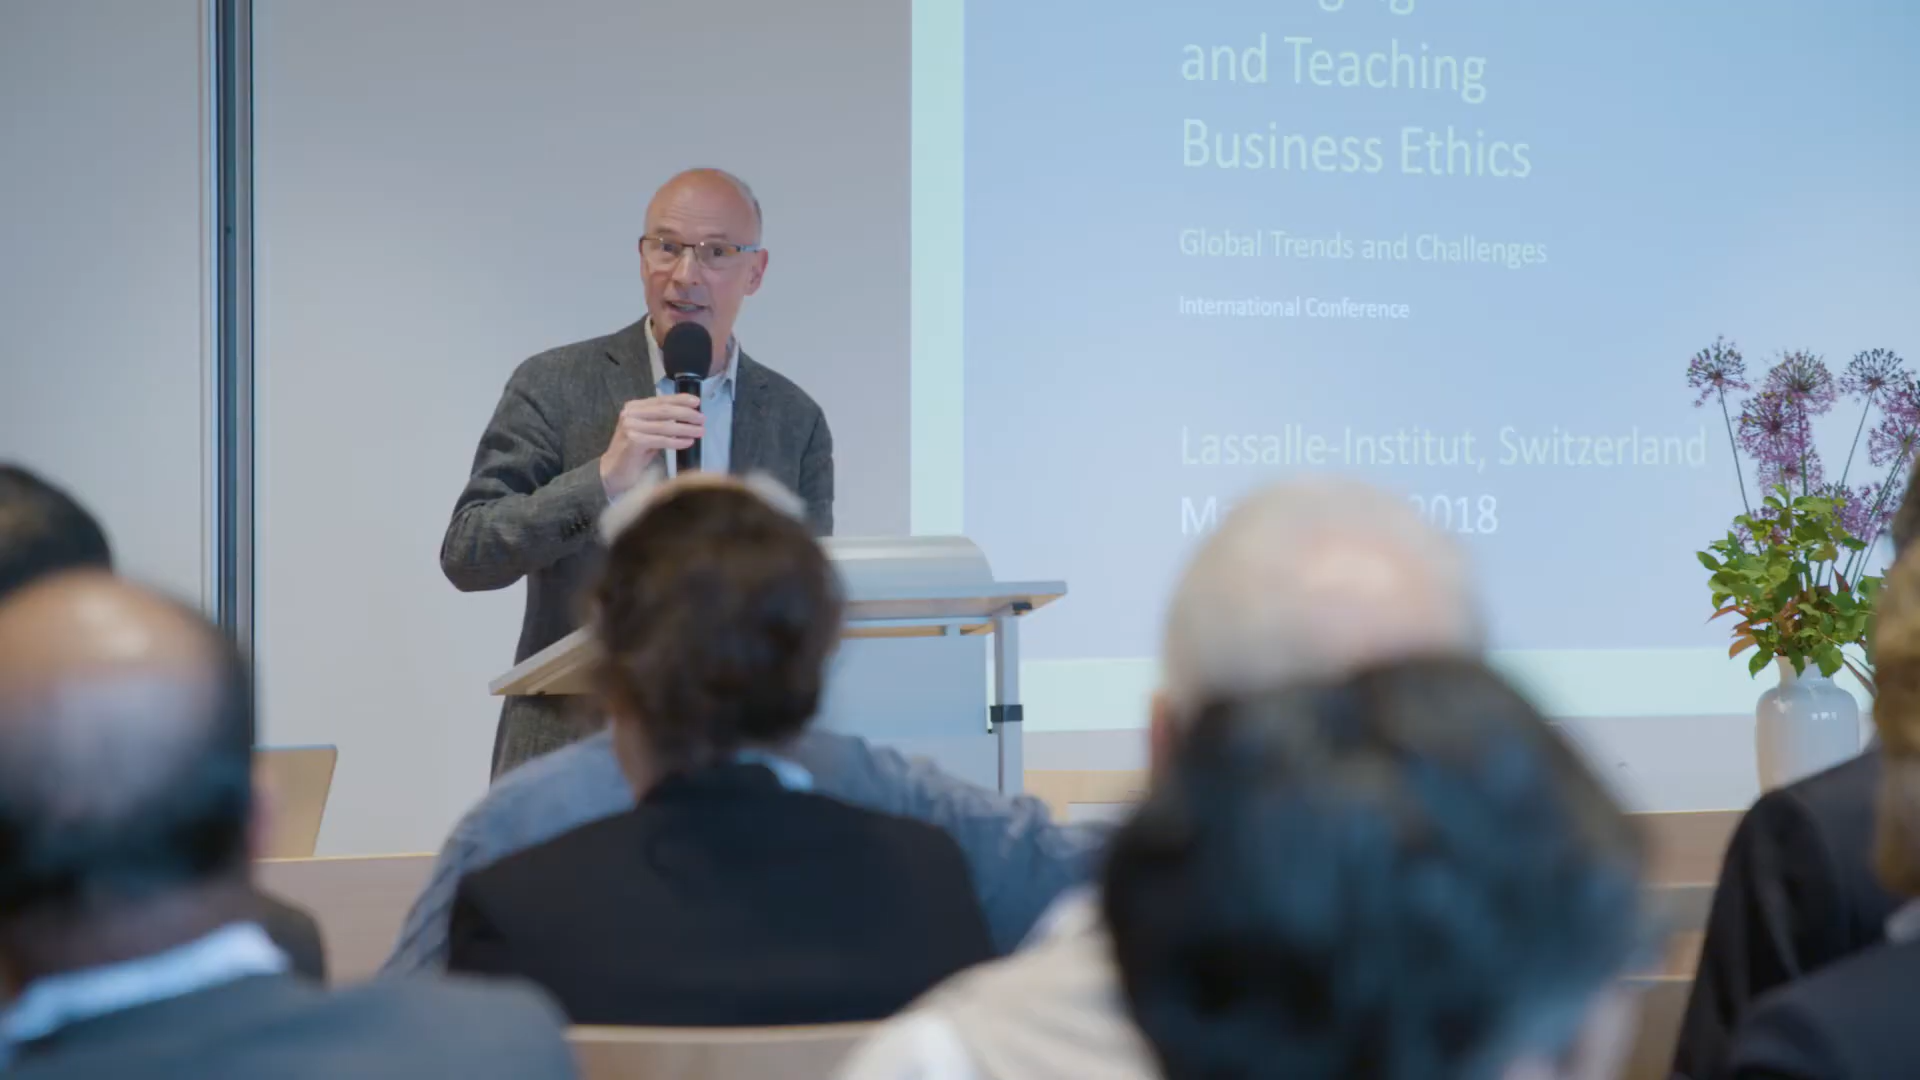 and Teaching
Business Ethics
Global Trends and Challenges
International Conference
Lassalle-Institut, Switzerland
2018